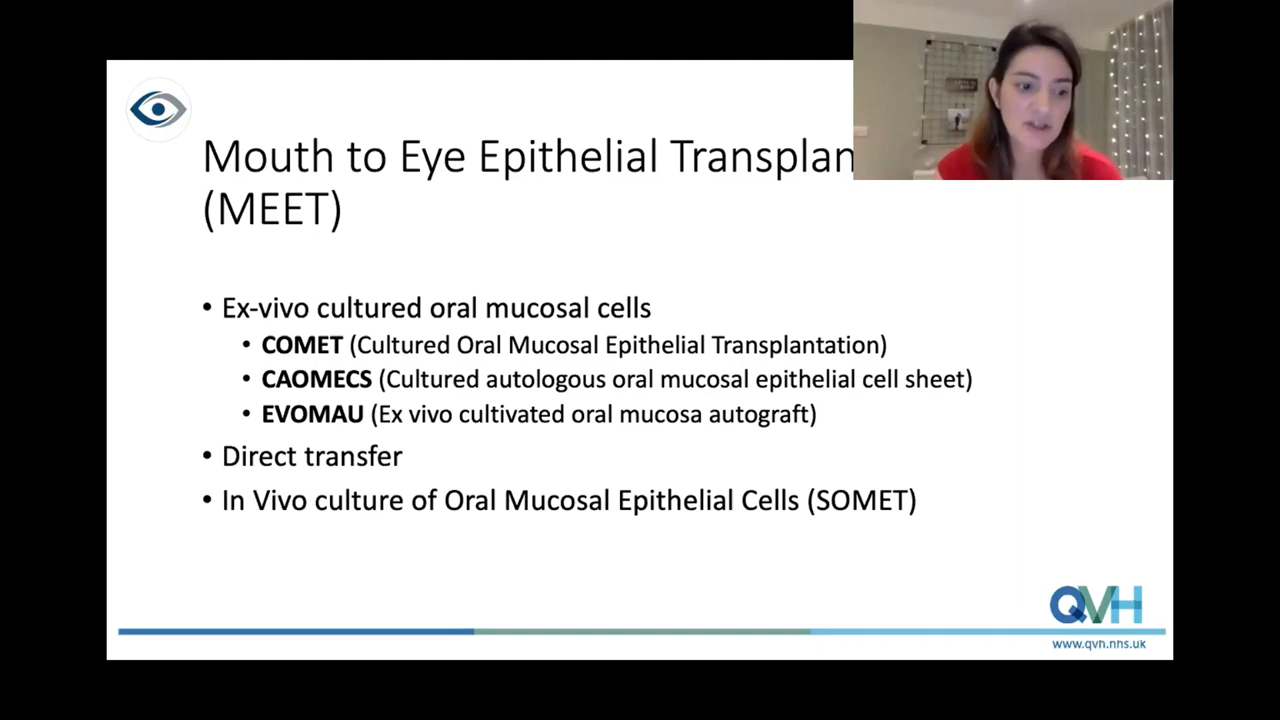 Mouth to Eye Epithelial
(MEET)
• Ex-vivo cultured oral mucosal cells
• COMET (Cultured Oral Mucosal Epithelial Transplantation)
• CAOMECS (Cultured autologous oral mucosal epithelial cell sheet)
• EVOMAU (Ex vivo cultivated oral mucosa autograft)
• Direct transfer
• In Vivo culture of Oral Mucosal Epithelial Cells (SOMET)
QVH
www.qvh.nhs.uk